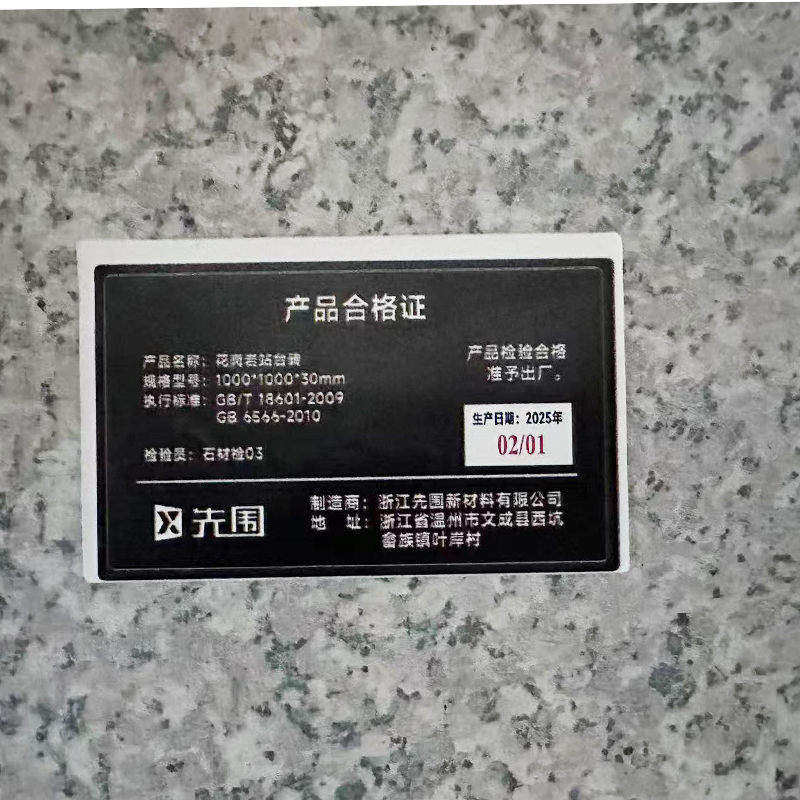 产品合格证
产品名称：花岗岩站台砖
规格型号：1000*1000*30mm
执行标准：GB/T 18601-2009
GB 6566-2010
检验员：石材检03
产品检验合格
准予出厂。
生产日期：2025年
02/01
先围
制造商：浙江先围新材料有限公司
地 址：浙江省温州市文成县西坑
畲族镇叶岸村